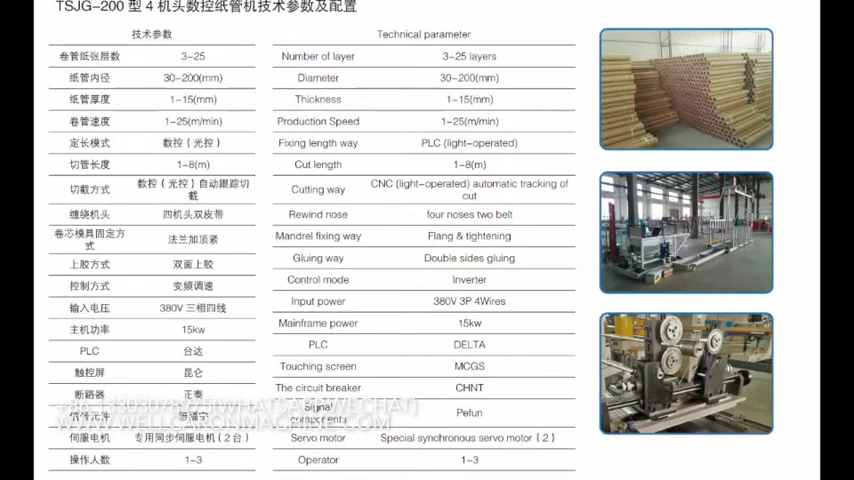 TSJG-200 型 4 机头数控纸管机技术参数及配置
技术参数
卷管纸张层数 3-25
纸管内径 30-200(mm)
纸管厚度 1-15(mm)
卷管速度 1-25(m/min)
定长模式 数控（光控）
切管长度 1-8(m)
切截方式 数控（光控）自动跟踪切
截
缠绕机头 四机头双皮带
卷芯模具固定方
式 法兰加顶紧
上胶方式 双面上胶
控制方式 变频调速
输入电压 380V 三相四线
主机功率 15kw
PLC 台达
触控屏 昆仑
断路器 正泰
信号元件 倍福宁
伺服电机 专用同步伺服电机（2 台）
操作人数 1-3
Technical parameter
Number of layer 3-25 layers
Diameter 30-200(mm)
Thickness 1-15(mm)
Production Speed 1-25(m/min)
Fixing length way PLC (light-operated)
Cut length 1-8(m)
Cutting way CNC (light-operated) automatic tracking of
cut
Rewind nose four noses two belt
Mandrel fixing way Flang & tightening
Gluing way Double sides gluing
Control mode Inverter
Input power 380V 3P 4Wires
Mainframe power 15kw
PLC DELTA
Touching screen MCGS
The circuit breaker CHNT
Signal
components Pefun
Servo motor Special synchronous servo motor（2）
Operator 1-3
WWW.WELLGARONMACHINE.COM